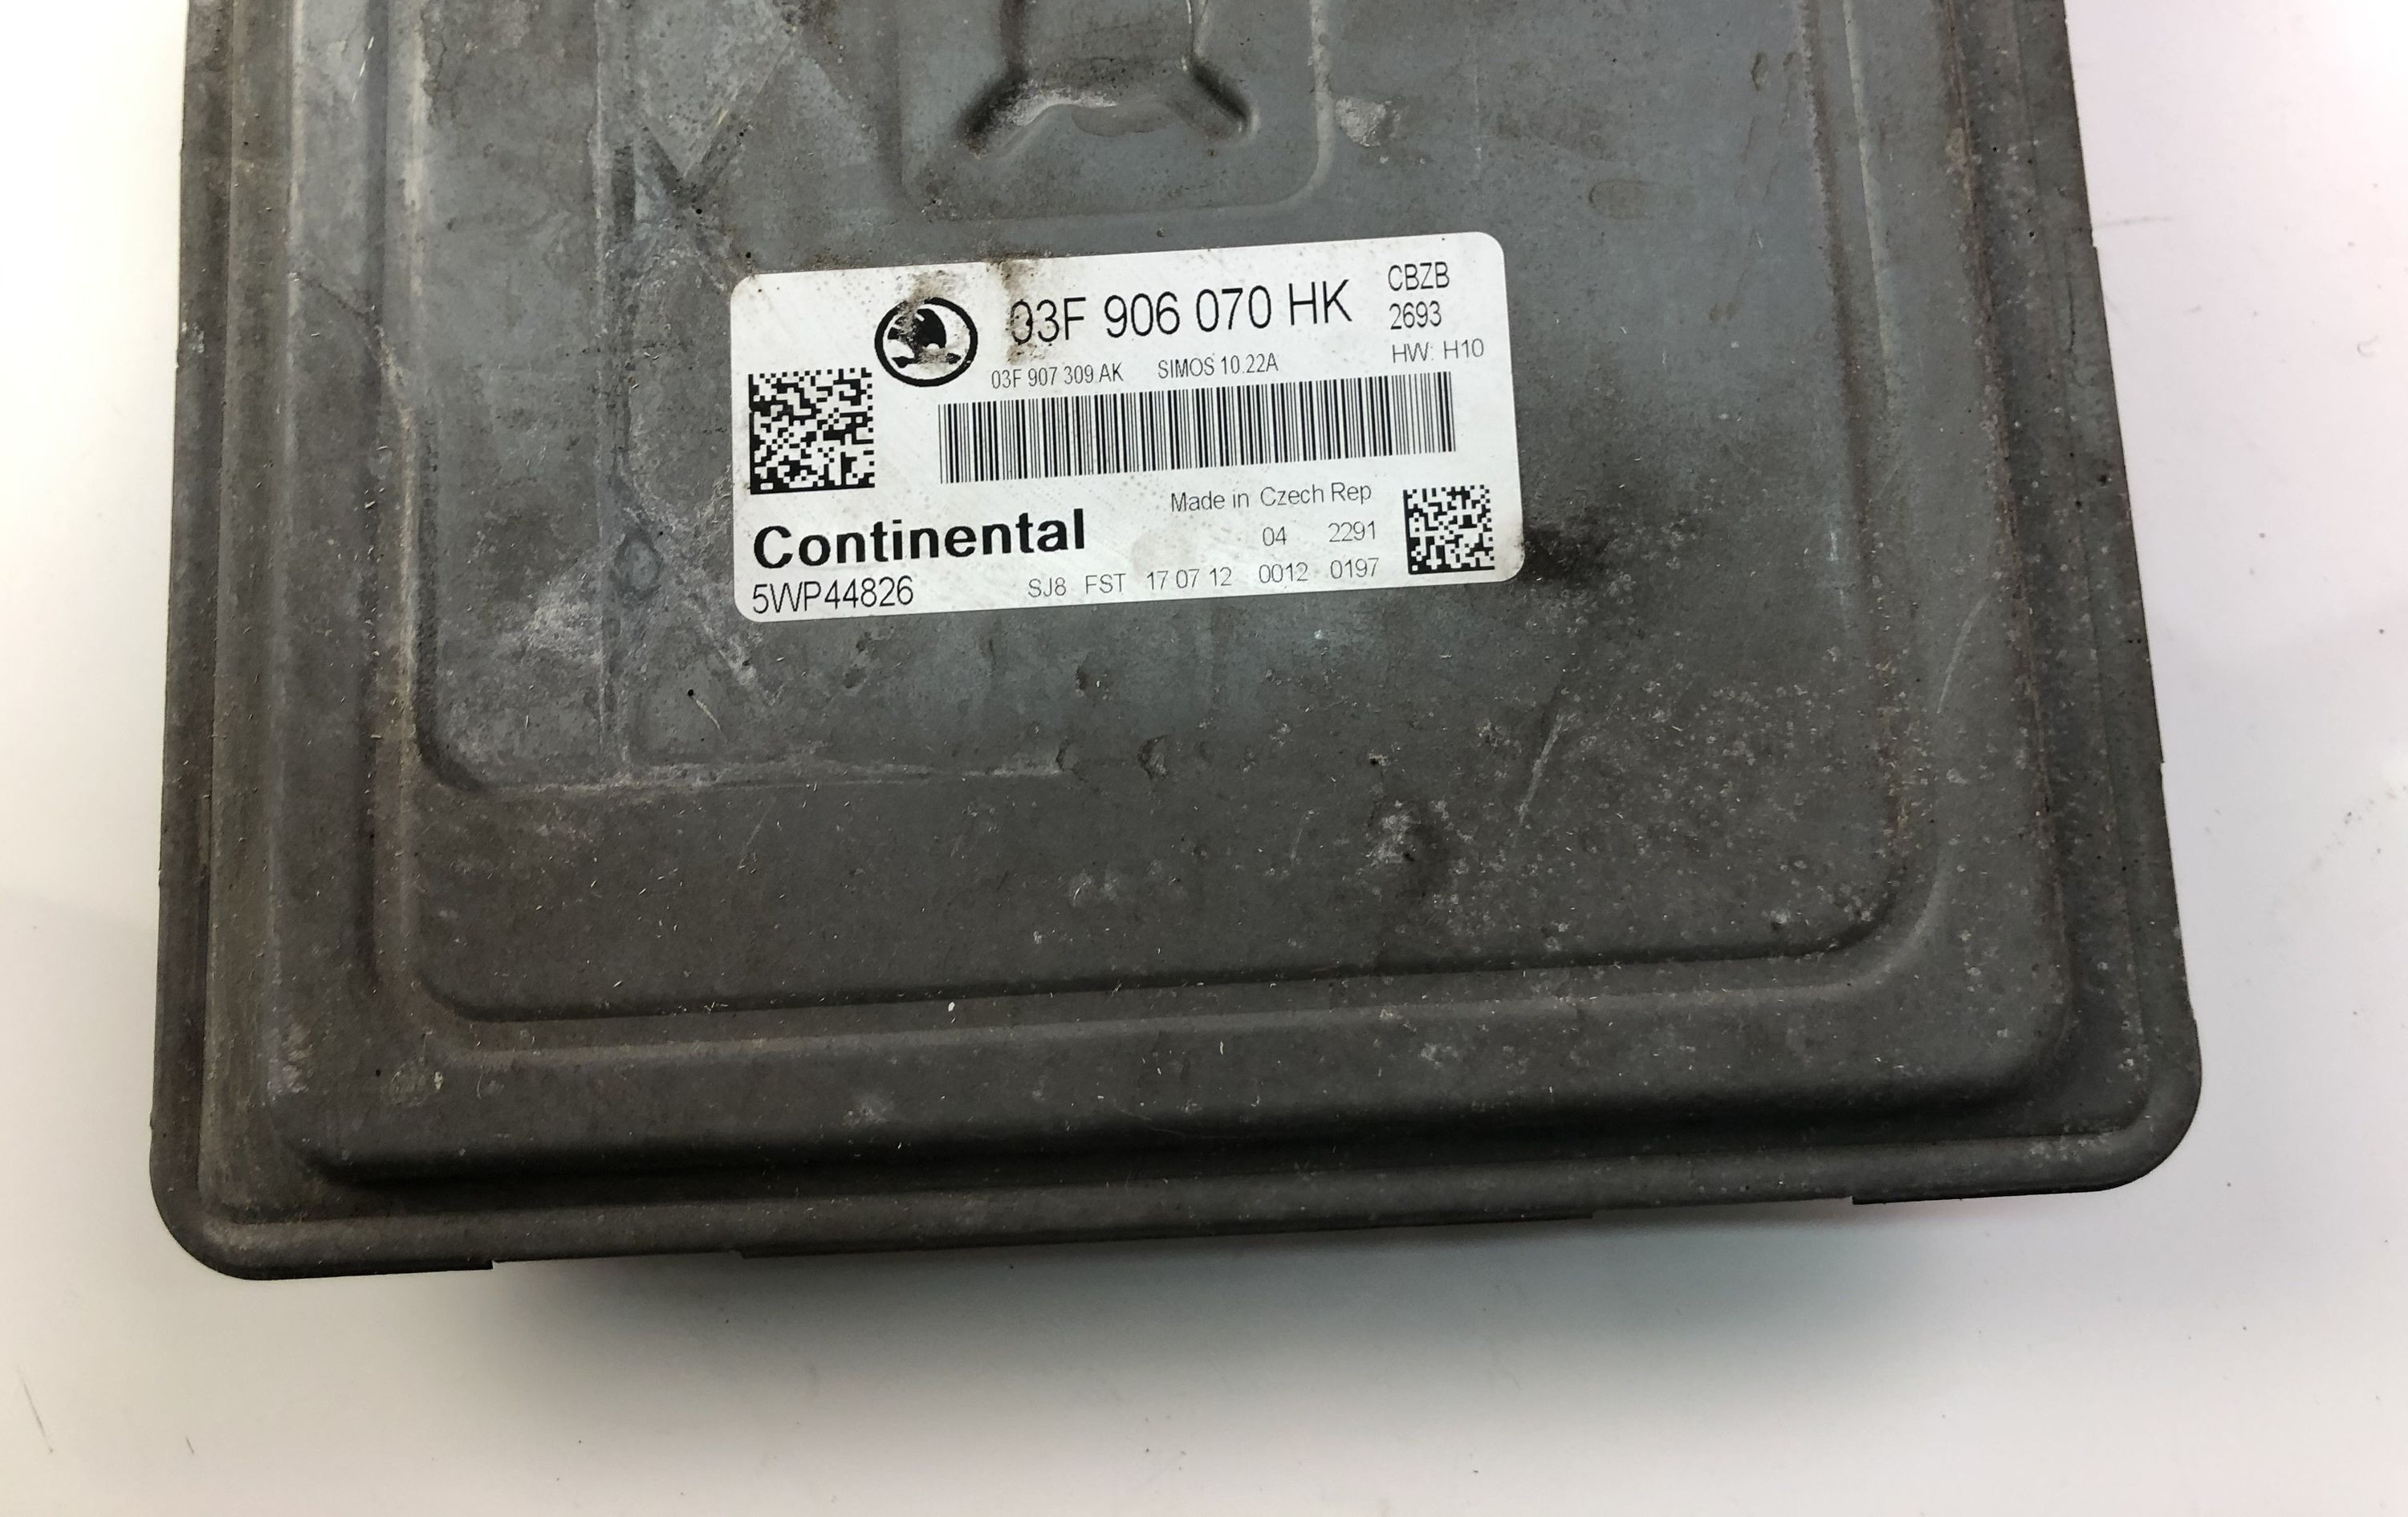 03F 906 070 HK
CBZB
2693
03F 907 309 AK SIMOS 10.22A
HW: H10
Made in Czech Rep
Continental
04 2291
5WP44826
SJ8 FST 17 07 12 0012 0197